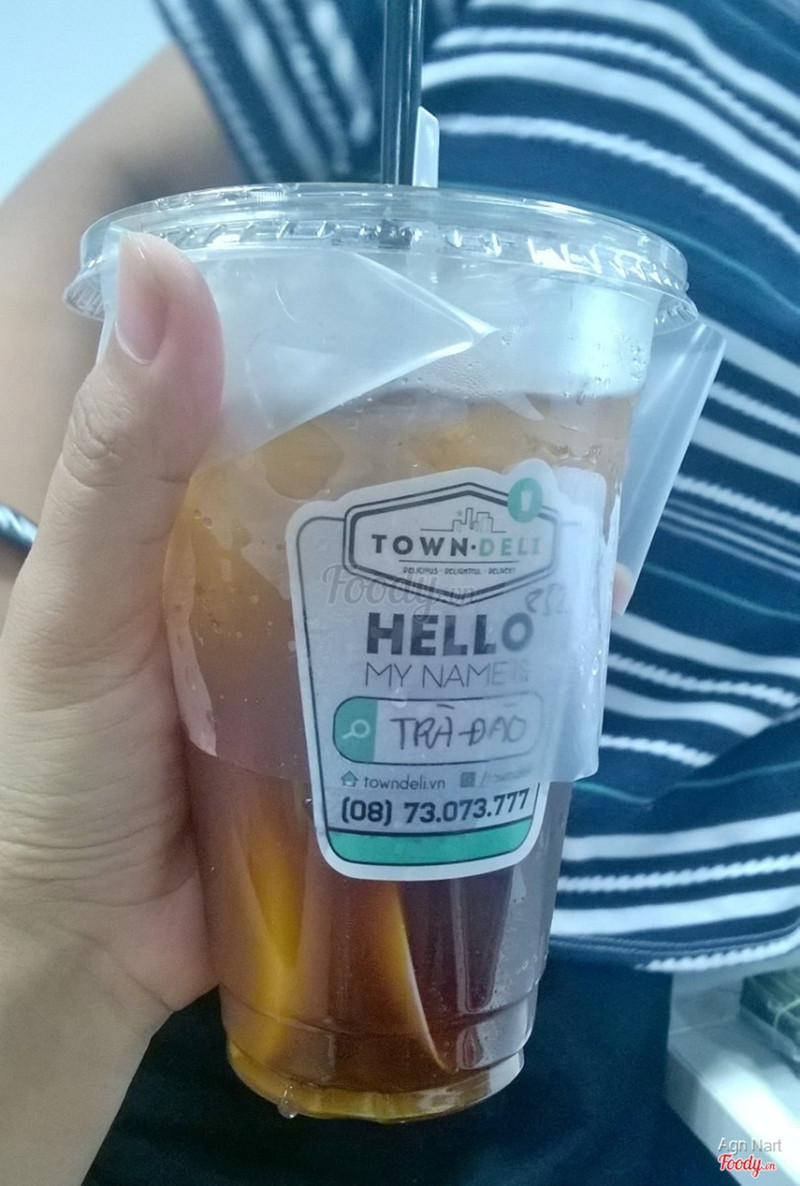 TOWN·DELI
DELICIOUS · DELIGHTFUL · DELIVERY
Foody.vn
HELLO
MY NAME IS
TRÀ-ĐÀO
towndeli.vn
(08) 73.073.777
Agn Nart
Foody.vn